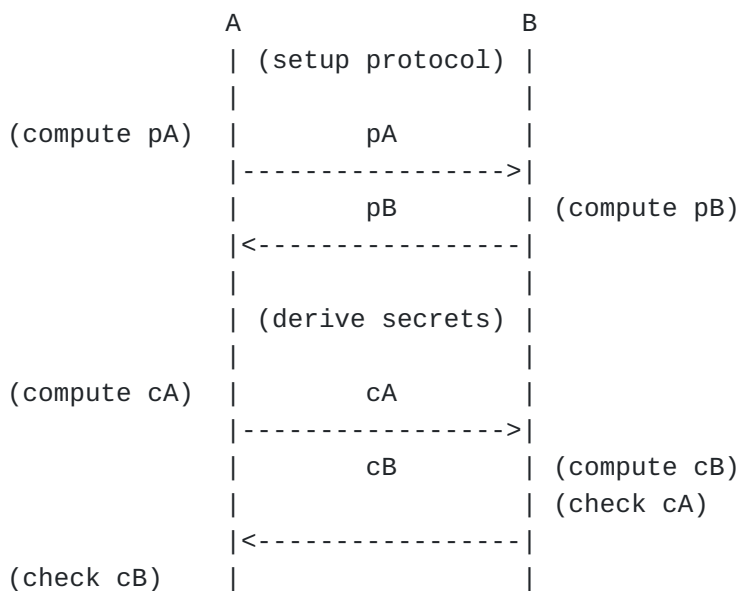 A                   B
| (setup protocol) |
|                   |
(compute pA)  |        pA         |
|----------------->|
|        pB         | (compute pB)
|<-----------------|
|                   |
| (derive secrets) |
|                   |
(compute cA)  |        cA         |
|----------------->|
|        cB         | (compute cB)
|                   | (check cA)
|<-----------------|
(check cB)    |                   |